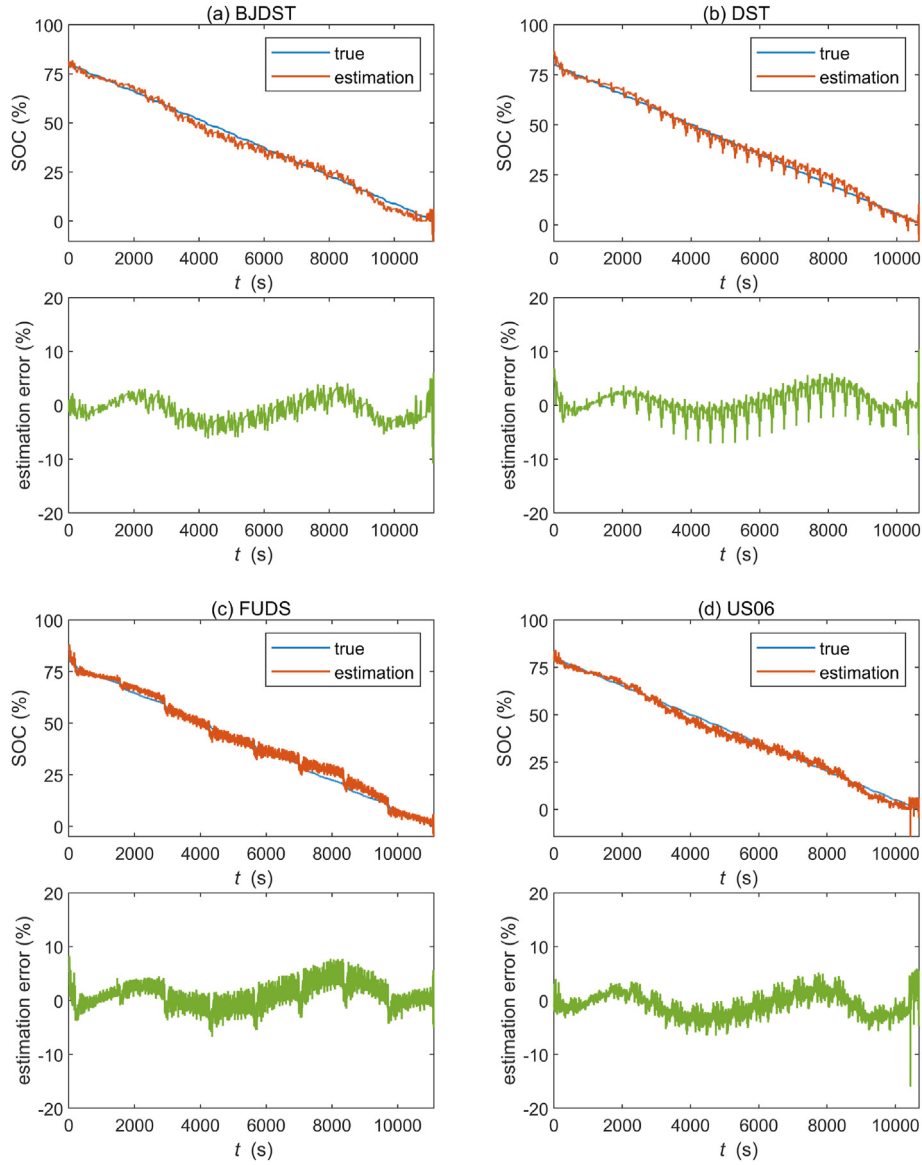 (a) BJDST
100
75
50
25
0
SOC (%)
true
estimation
0 2000 4000 6000 8000 10000
t (s)
20
10
0
-10
-20
estimation error (%)
0 2000 4000 6000 8000 10000
t (s)
(b) DST
100
75
50
25
0
SOC (%)
true
estimation
0 2000 4000 6000 8000 10000
t (s)
20
10
0
-10
-20
estimation error (%)
0 2000 4000 6000 8000 10000
t (s)
(c) FUDS
100
75
50
25
0
SOC (%)
true
estimation
0 2000 4000 6000 8000 10000
t (s)
20
10
0
-10
-20
estimation error (%)
0 2000 4000 6000 8000 10000
t (s)
(d) US06
100
75
50
25
0
SOC (%)
true
estimation
0 2000 4000 6000 8000 10000
t (s)
20
10
0
-10
-20
estimation error (%)
0 2000 4000 6000 8000 10000
t (s)